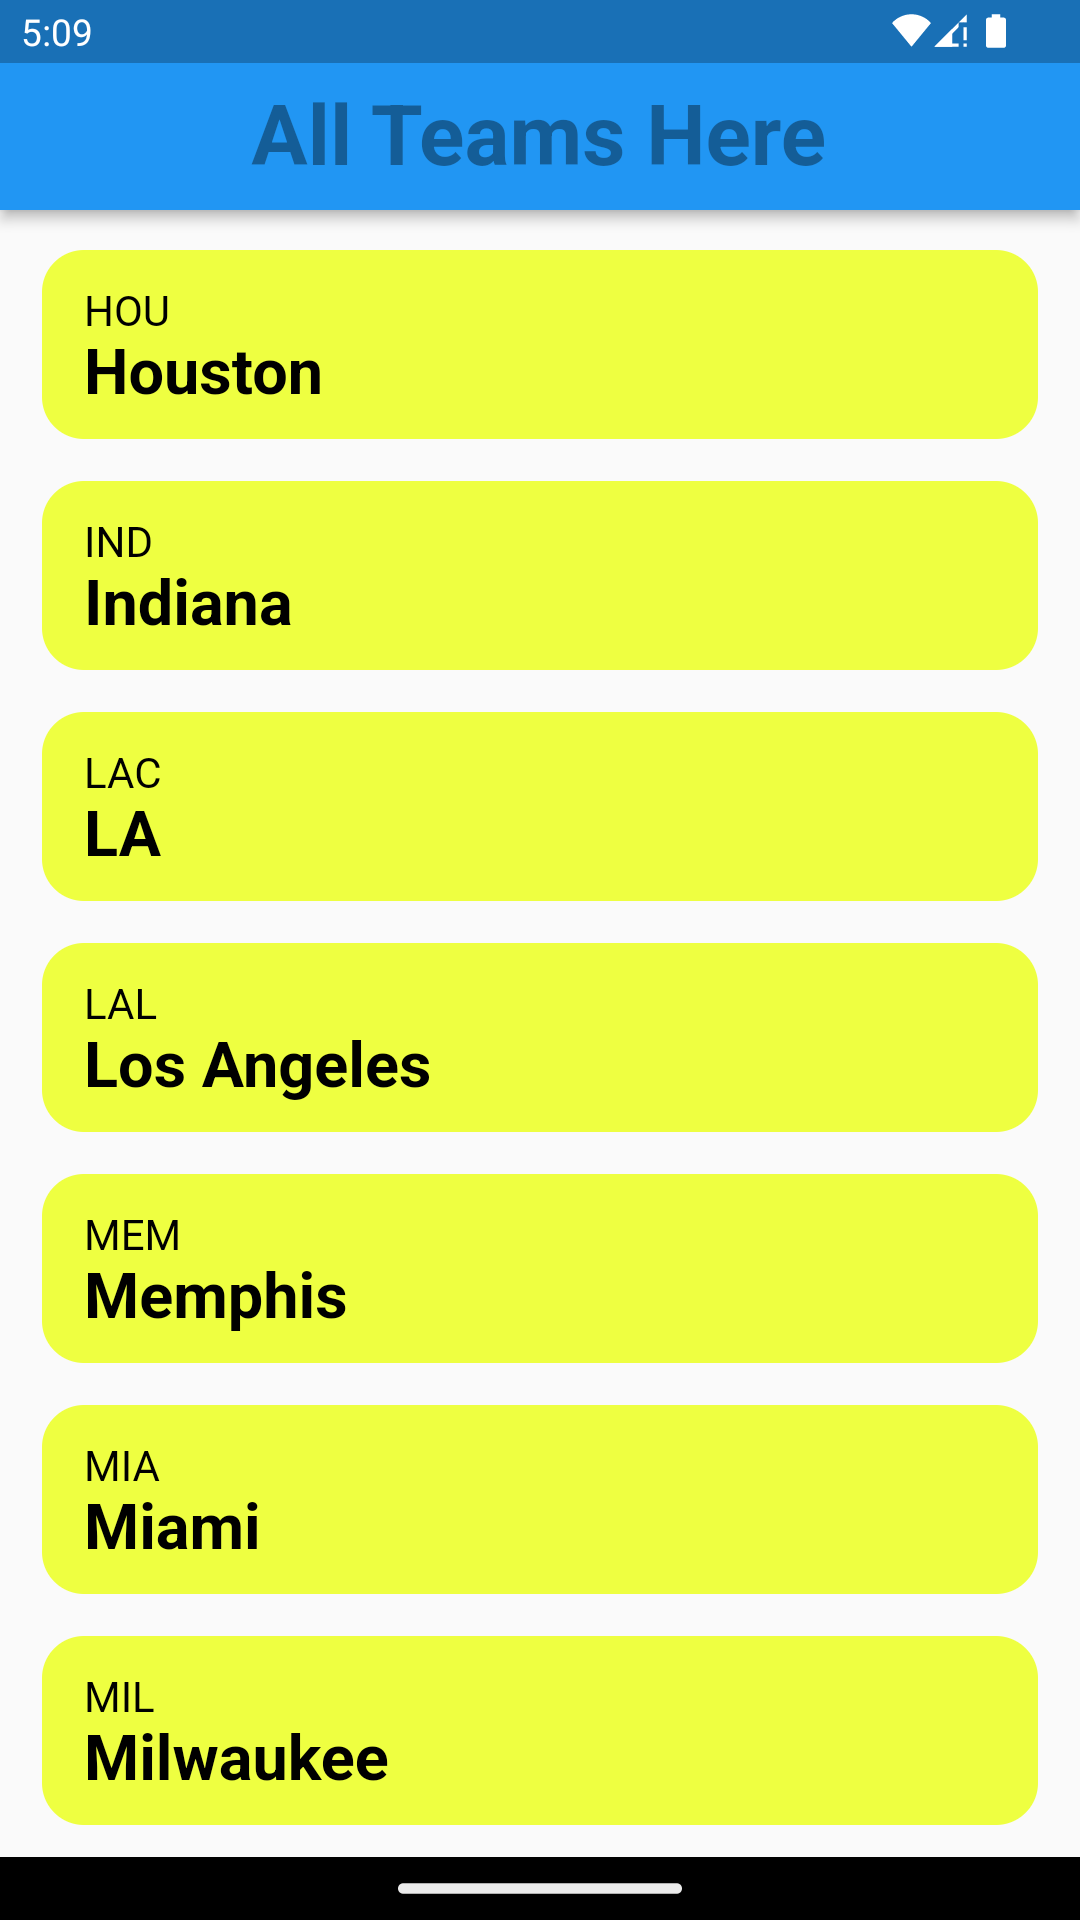 5:09
All Teams Here
HOU
Houston
IND
Indiana
LAC
LA
LAL
Los Angeles
MEM
Memphis
MIA
Miami
MIL
Milwaukee